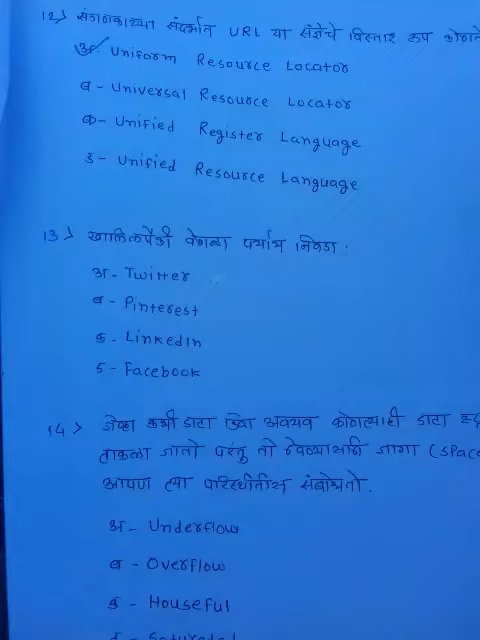 12) संगणकाच्या संदर्भात URL या संज्ञेचे विस्तार रूप कोणते
अ- Uniform Resource Locator
ब- Universal Resource Locator
क- Unified Register Language
ड- Unified Resource Language
13) खालिलपैकी वेगळा पर्याय निवडा:
अ- Twitter
ब- Pinterest
क- LinkedIn
ड- Facebook
14) जेव्हा कधी डाटा किंवा अवयव कोणत्याही डाटा
टाकला जातो परंतु तो ठेवण्यासाठी जागा (space
आपण त्या परिस्थीतीस संबोधतो.
अ- Underflow
ब- Overflow
क- Houseful
ड- Saturated